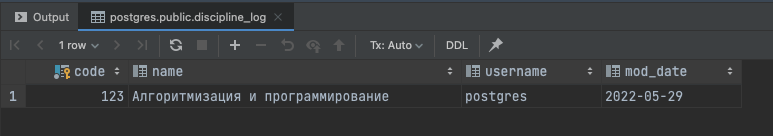 Output postgres.public.discipline_log
1 row Tx: Auto DDL
code name username mod_date
1 123 Алгоритмизация и программирование postgres 2022-05-29